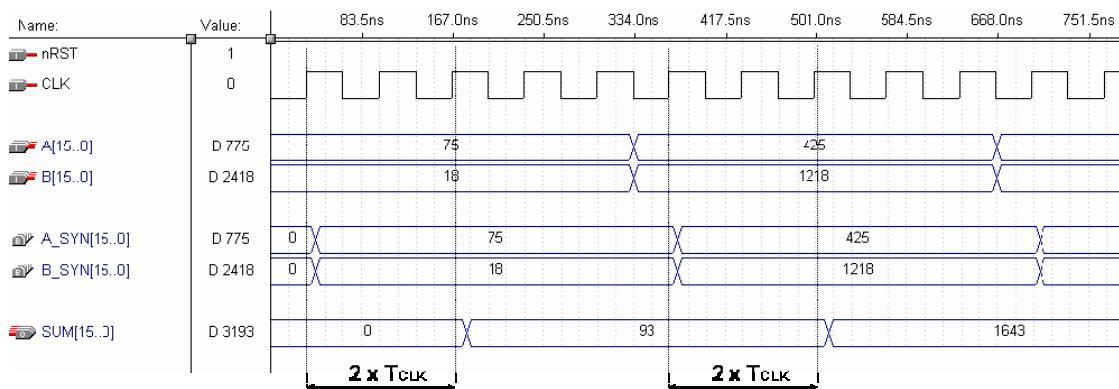 Name: Value: 83.5ns 167.0ns 250.5ns 334.0ns 417.5ns 501.0ns 584.5ns 668.0ns 751.5ns
nRST 1
CLK 0
A[15..0] D 775 75 425
B[15..0] D 2418 18 1218
A_SYN[15..0] D 775 0 75 425
B_SYN[15..0] D 2418 0 18 1218
SUM[15..0] D 3193 0 93 1643
2 x TCLK 2 x TCLK